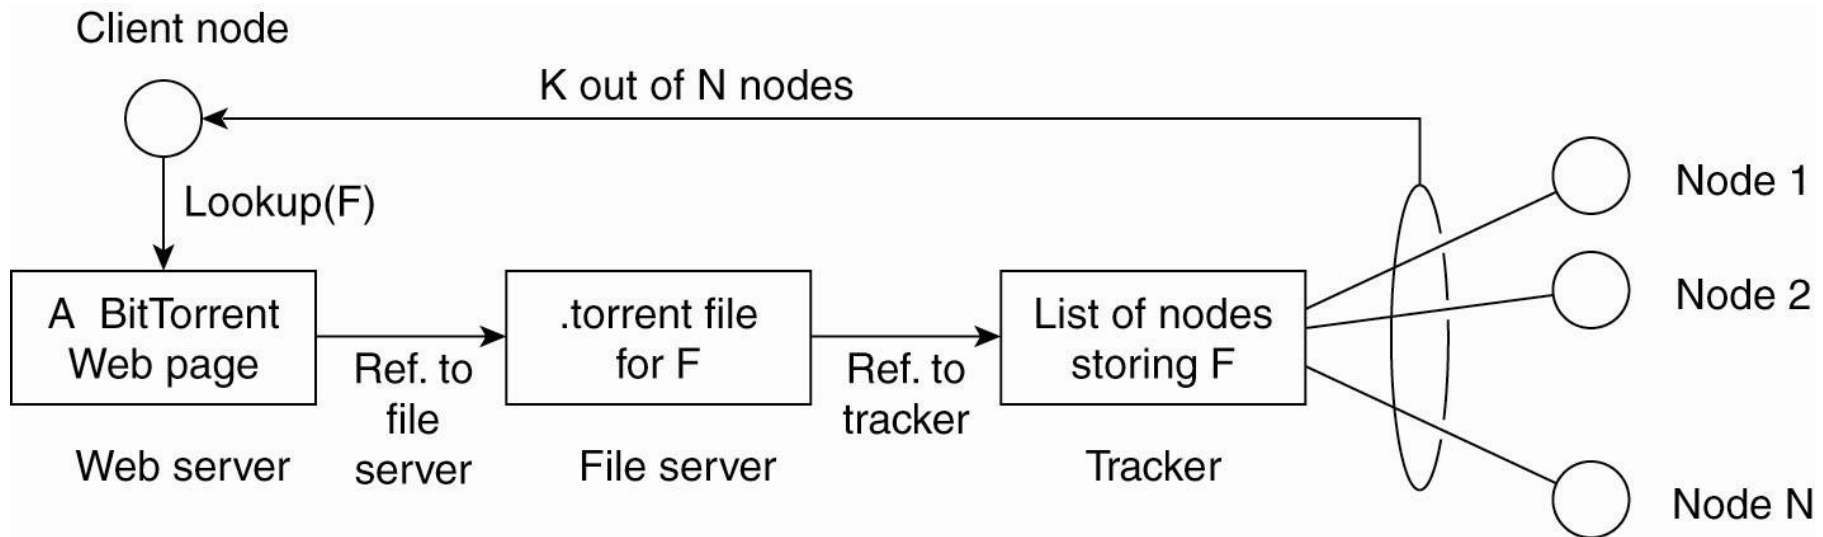 Client node
K out of N nodes
Node 1
Lookup(F)
Node 2
A BitTorrent
Web page
.torrent file
for F
List of nodes
storing F
Ref. to
file
server
Ref. to
tracker
Web server
File server
Tracker
Node N